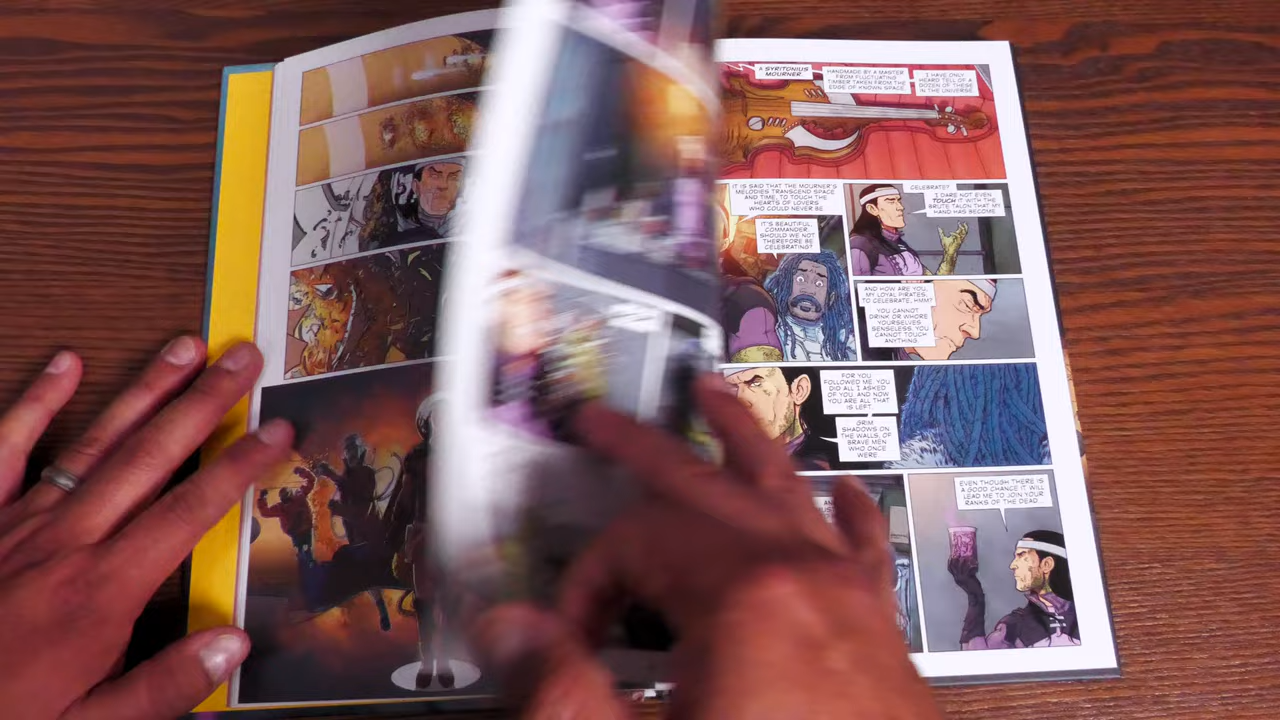 A SYRITONIUS
MOURNER.
HANDMADE BY A MASTER
FROM FLUCTUATING
TIMBER TAKEN FROM THE
EDGE OF KNOWN SPACE.
I HAVE ONLY
HEARD TELL OF A
DOZEN OF THESE
IN THE UNIVERSE.
IT IS SAID THAT THE MOURNER'S
MELODIES TRANSCEND SPACE
AND TIME, TO TOUCH THE
HEARTS OF LOVERS
WHO COULD NEVER BE.
IT'S BEAUTIFUL,
COMMANDER.
SHOULD WE NOT
THEREFORE BE
CELEBRATING?
CELEBRATE?
I DARE NOT EVEN
TOUCH IT WITH THE
BRUTE TALON THAT MY
HAND HAS BECOME.
AND HOW ARE YOU,
MY LOYAL PIRATES,
TO CELEBRATE, HMM?
YOU CANNOT
DRINK OR WHORE
YOURSELVES
SENSELESS. YOU
CANNOT TOUCH
ANYTHING.
FOR YOU
FOLLOWED ME. YOU
DID ALL I ASKED
OF YOU. AND NOW
YOU ARE ALL THAT
IS LEFT.
GRIM
SHADOWS ON
THE WALLS, OF
BRAVE MEN
WHO ONCE
WERE.
EVEN THOUGH THERE IS
A GOOD CHANCE IT WILL
LEAD ME TO JOIN YOUR
RANKS OF THE DEAD...